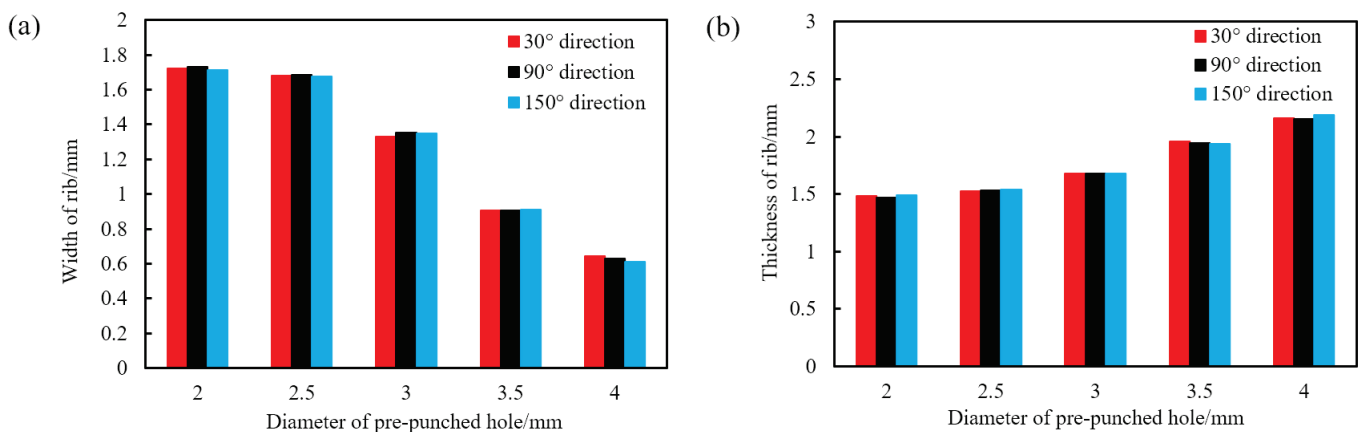 (a)
2
1.8
1.6
1.4
1.2
1
0.8
0.6
0.4
0.2
0
Width of rib/mm
30° direction
90° direction
150° direction
2 2.5 3 3.5 4
Diameter of pre-punched hole/mm
(b)
3
2.5
2
1.5
1
0.5
0
Thickness of rib/mm
30° direction
90° direction
150° direction
2 2.5 3 3.5 4
Diameter of pre-punched hole/mm